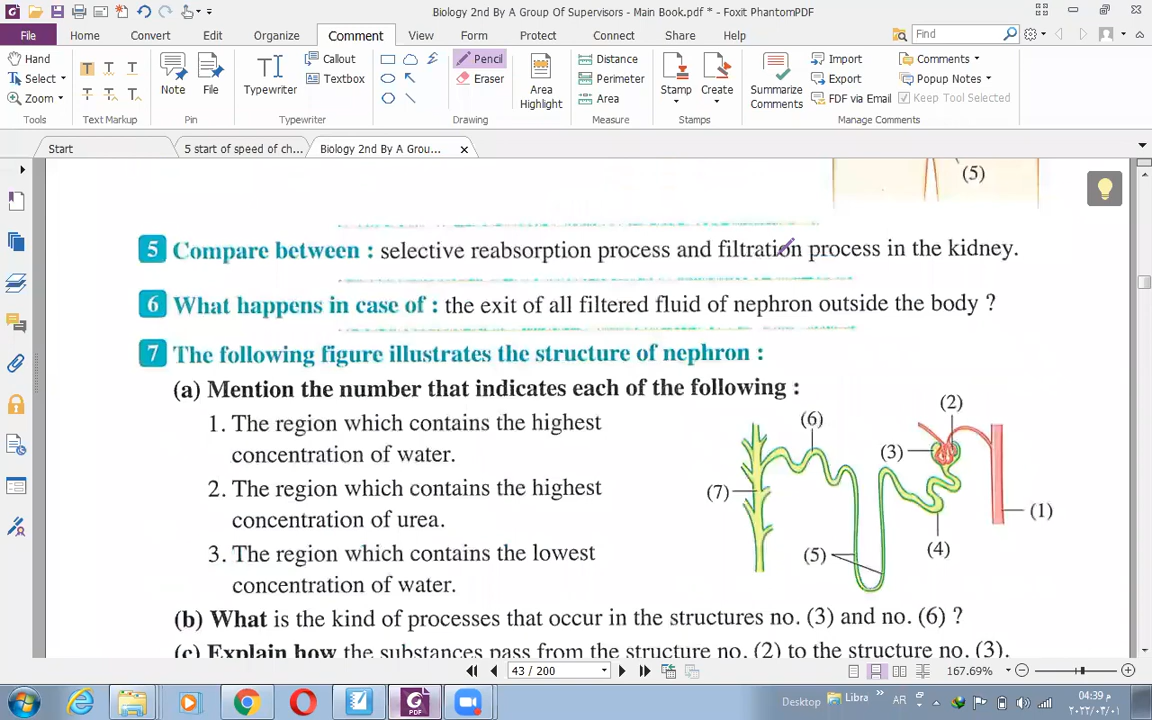 Biology 2nd By A Group Of Supervisors - Main Book.pdf * - Foxit PhantomPDF
File Home Convert Edit Organize Comment View Form Protect Connect Share Help Find
Hand Select Zoom Tools
T T T T T T Text Markup
Note File Pin
Typewriter Callout Textbox Typewriter
Pencil Eraser Drawing
Area Highlight
Distance Perimeter Area Measure
Stamp Create Stamps
Summarize Comments Import Export FDF via Email Comments Popup Notes Keep Tool Selected Manage Comments
Start 5 start of speed of ch... Biology 2nd By A Grou...
(5)
5 Compare between : selective reabsorption process and filtration process in the kidney.
6 What happens in case of : the exit of all filtered fluid of nephron outside the body ?
7 The following figure illustrates the structure of nephron :
(a) Mention the number that indicates each of the following :
1. The region which contains the highest
concentration of water.
2. The region which contains the highest
concentration of urea.
3. The region which contains the lowest
concentration of water.
(2)
(6)
(3)
(7)
(1)
(4)
(5)
(b) What is the kind of processes that occur in the structures no. (3) and no. (6) ?
(c) Explain how the substances pass from the structure no. (2) to the structure no. (3).
43 / 200 167.69%
PDF Desktop Libra AR 04:39 م
٢٠٢٢/٠٣/٠١